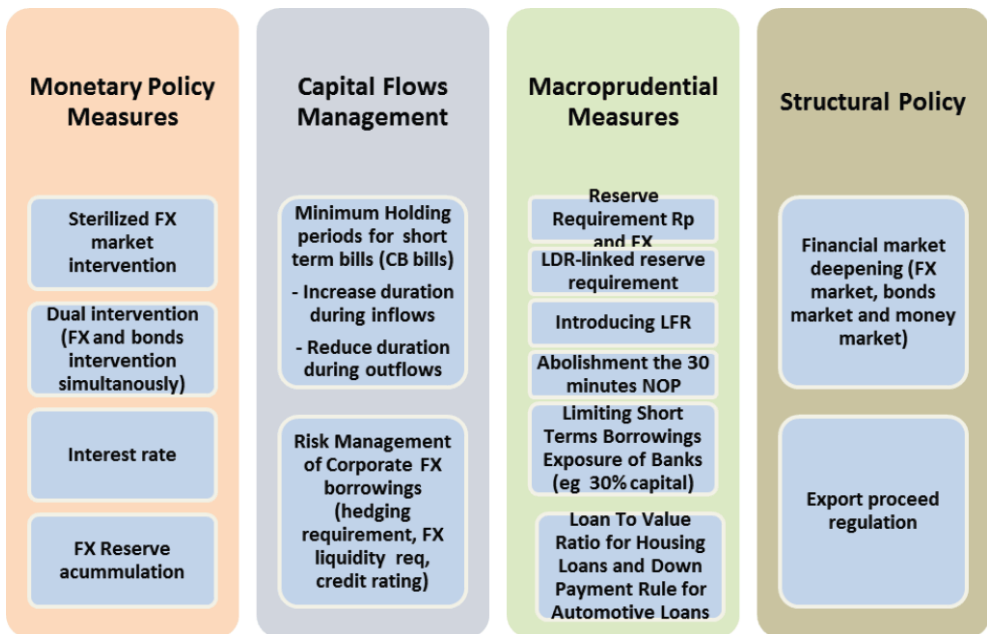 Monetary Policy
Measures
Sterilized FX
market
intervention
Dual intervention
(FX and bonds
intervention
simultanously)
Interest rate
FX Reserve
acummulation
Capital Flows
Management
Minimum Holding
periods for short
term bills (CB bills)
- Increase duration
during inflows
- Reduce duration
during outflows
Risk Management
of Corporate FX
borrowings
(hedging
requirement, FX
liquidity req,
credit rating)
Macroprudential
Measures
Reserve
Requirement Rp
and FX
LDR-linked reserve
requirement
Introducing LFR
Abolishment the 30
minutes NOP
Limiting Short
Terms Borrowings
Exposure of Banks
(eg 30% capital)
Loan To Value
Ratio for Housing
Loans and Down
Payment Rule for
Automotive Loans
Structural Policy
Financial market
deepening (FX
market, bonds
market and money
market)
Export proceed
regulation